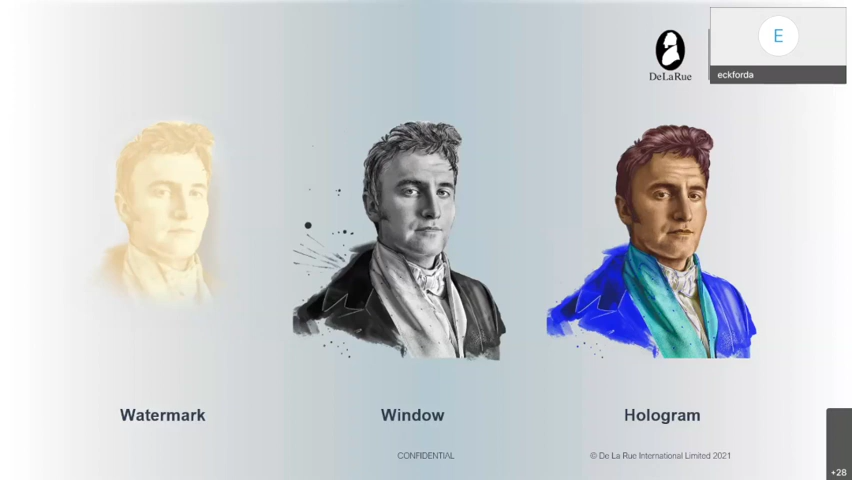 DeLaRue
E
eckforda
Watermark
Window
Hologram
CONFIDENTIAL
© De La Rue International Limited 2021
+28